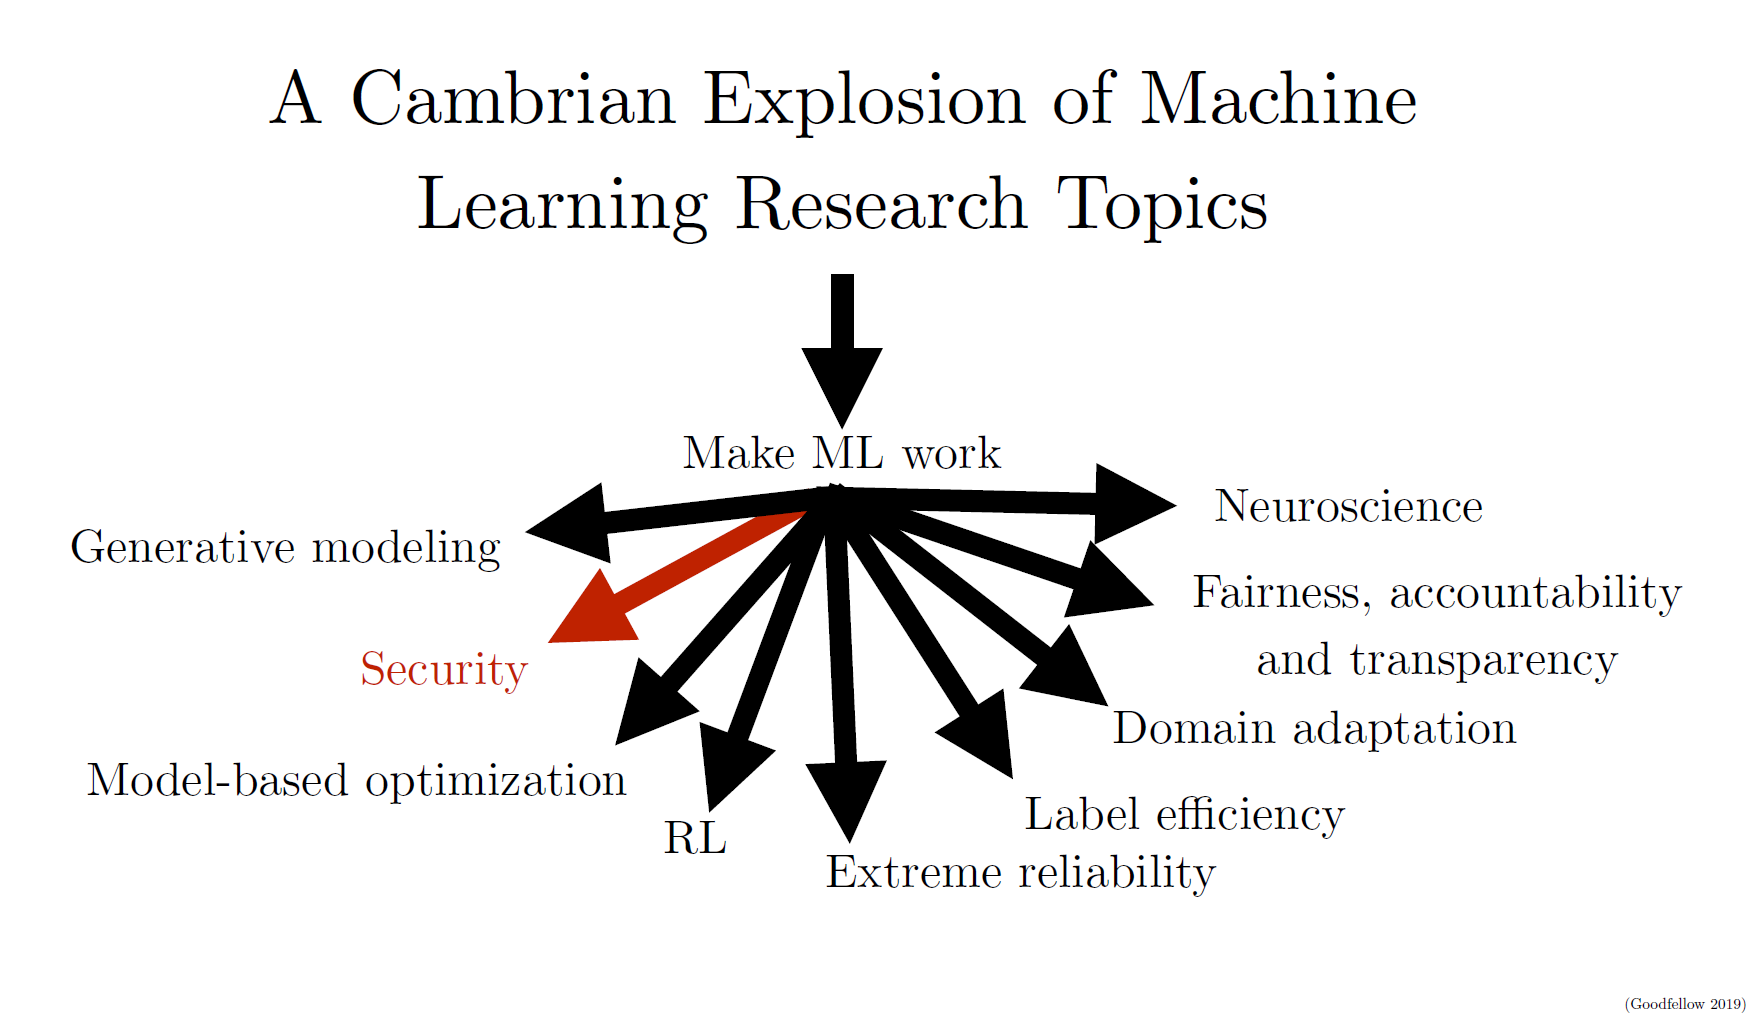 A Cambrian Explosion of Machine
Learning Research Topics
Make ML work
Generative modeling
Security
Model-based optimization
RL
Extreme reliability
Label efficiency
Domain adaptation
Fairness, accountability
and transparency
Neuroscience
(Goodfellow 2019)